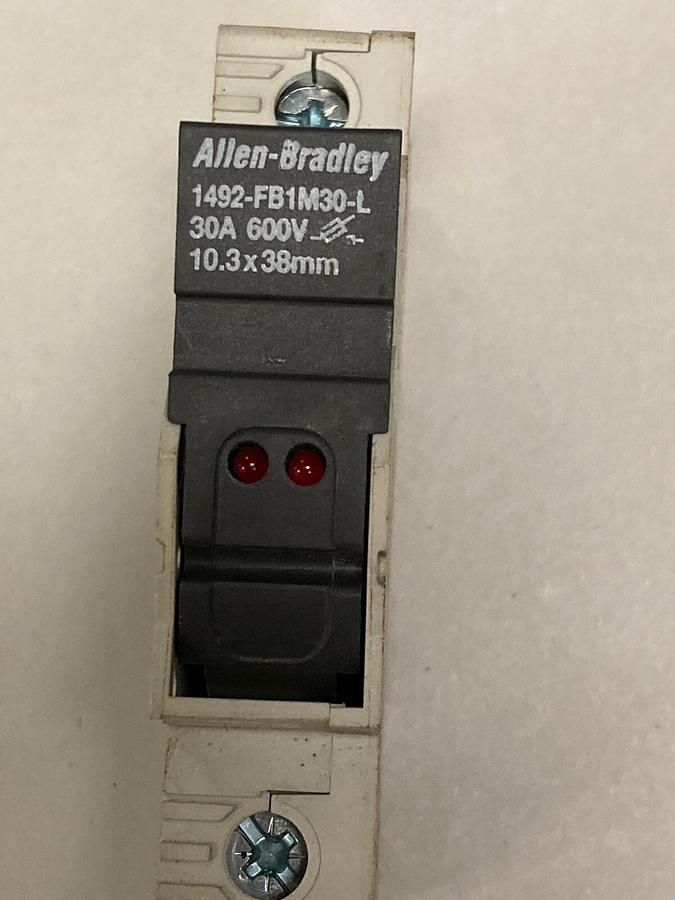 Allen-Bradley
1492-FB1M30-L
30A 600V
10.3x38mm